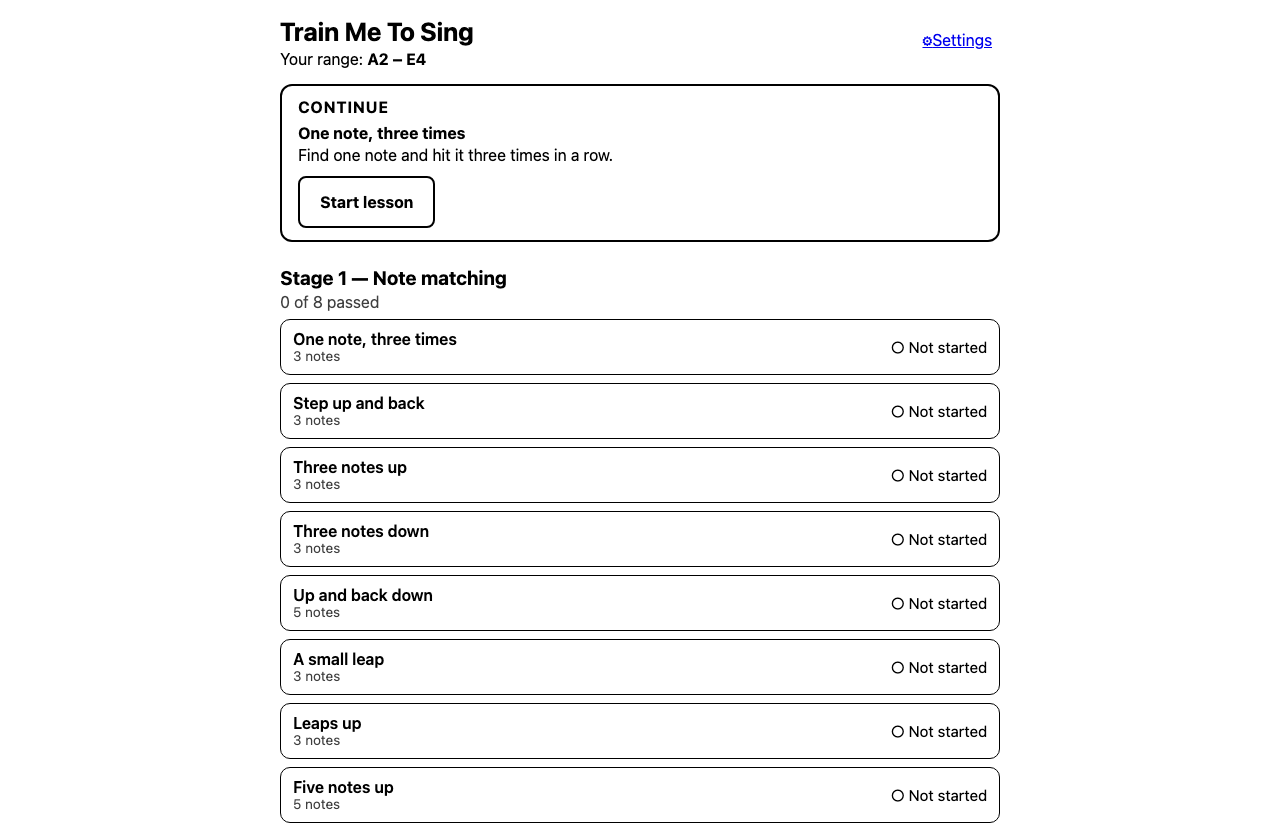 Train Me To Sing
⚙Settings
Your range: A2 – E4
CONTINUE
One note, three times
Find one note and hit it three times in a row.
Start lesson
Stage 1 — Note matching
0 of 8 passed
One note, three times
3 notes
Not started
Step up and back
3 notes
Not started
Three notes up
3 notes
Not started
Three notes down
3 notes
Not started
Up and back down
5 notes
Not started
A small leap
3 notes
Not started
Leaps up
3 notes
Not started
Five notes up
5 notes
Not started